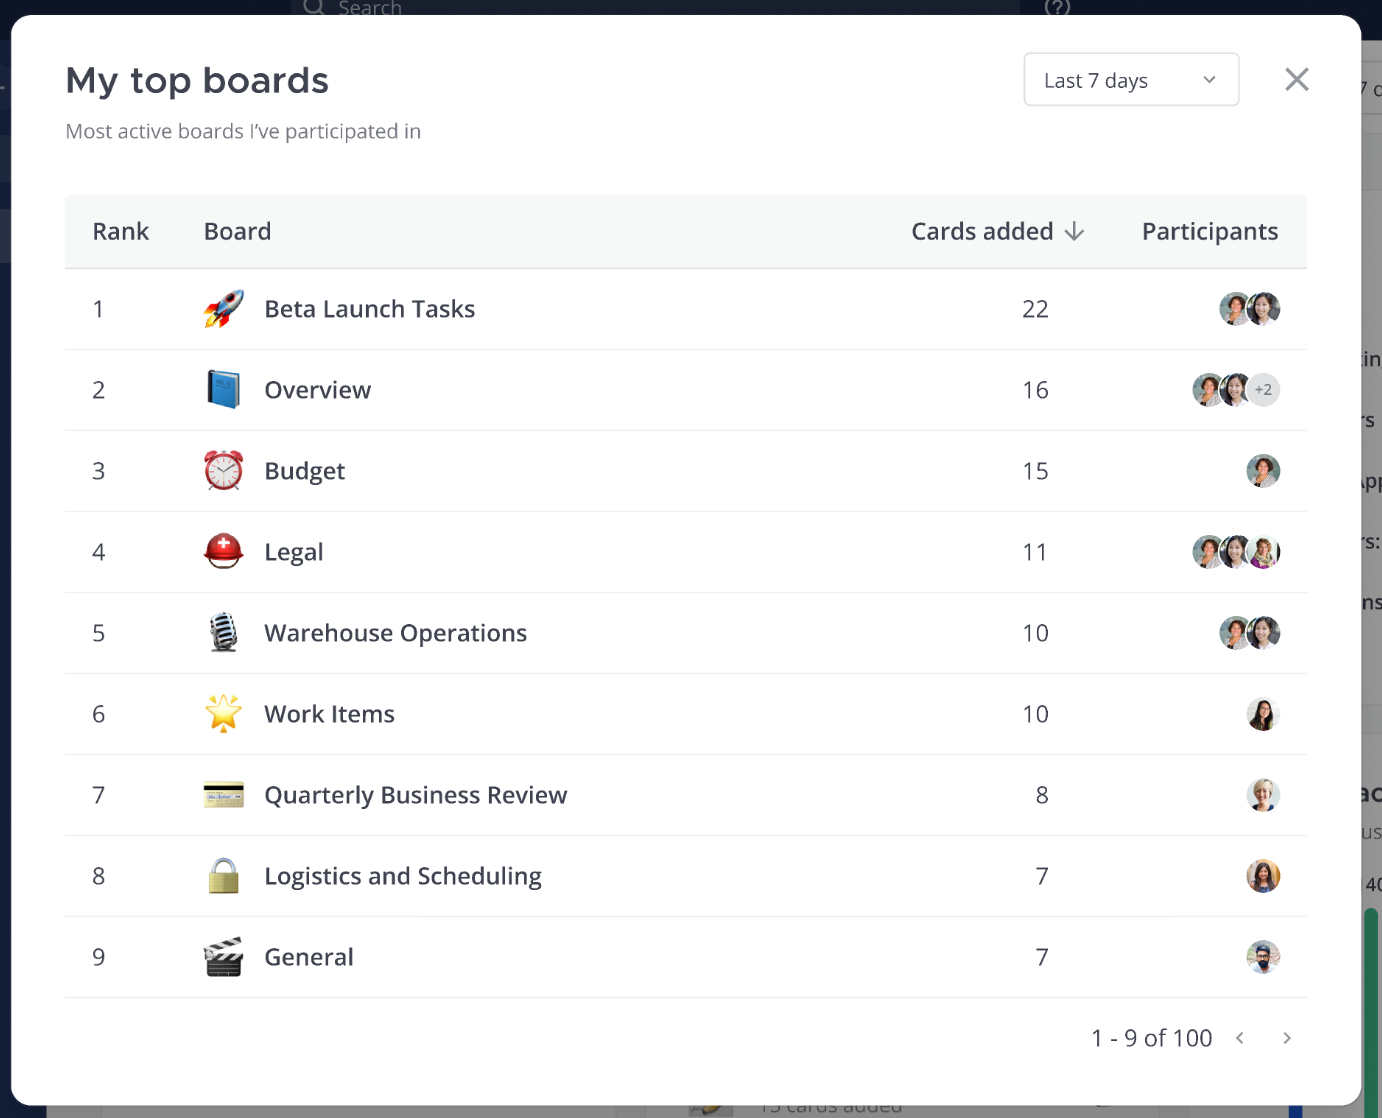 Search
My top boards
Last 7 days
Most active boards I've participated in
Rank Board Cards added Participants
1 Beta Launch Tasks 22
2 Overview 16 +2
3 Budget 15
4 Legal 11
5 Warehouse Operations 10
6 Work Items 10
7 Quarterly Business Review 8
8 Logistics and Scheduling 7
9 General 7
1 - 9 of 100